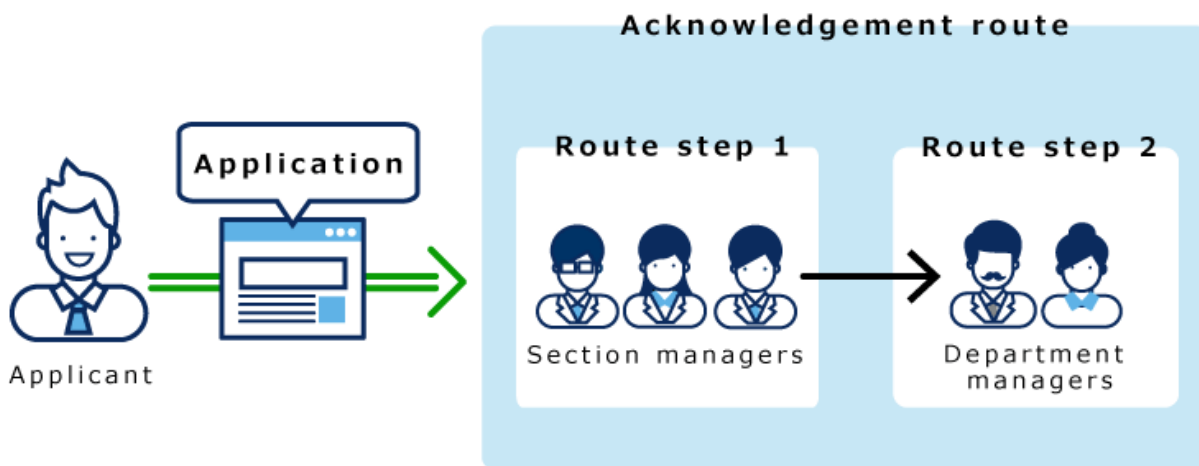 Acknowledgement route
Application
Route step 1
Route step 2
Applicant
Section managers
Department
managers